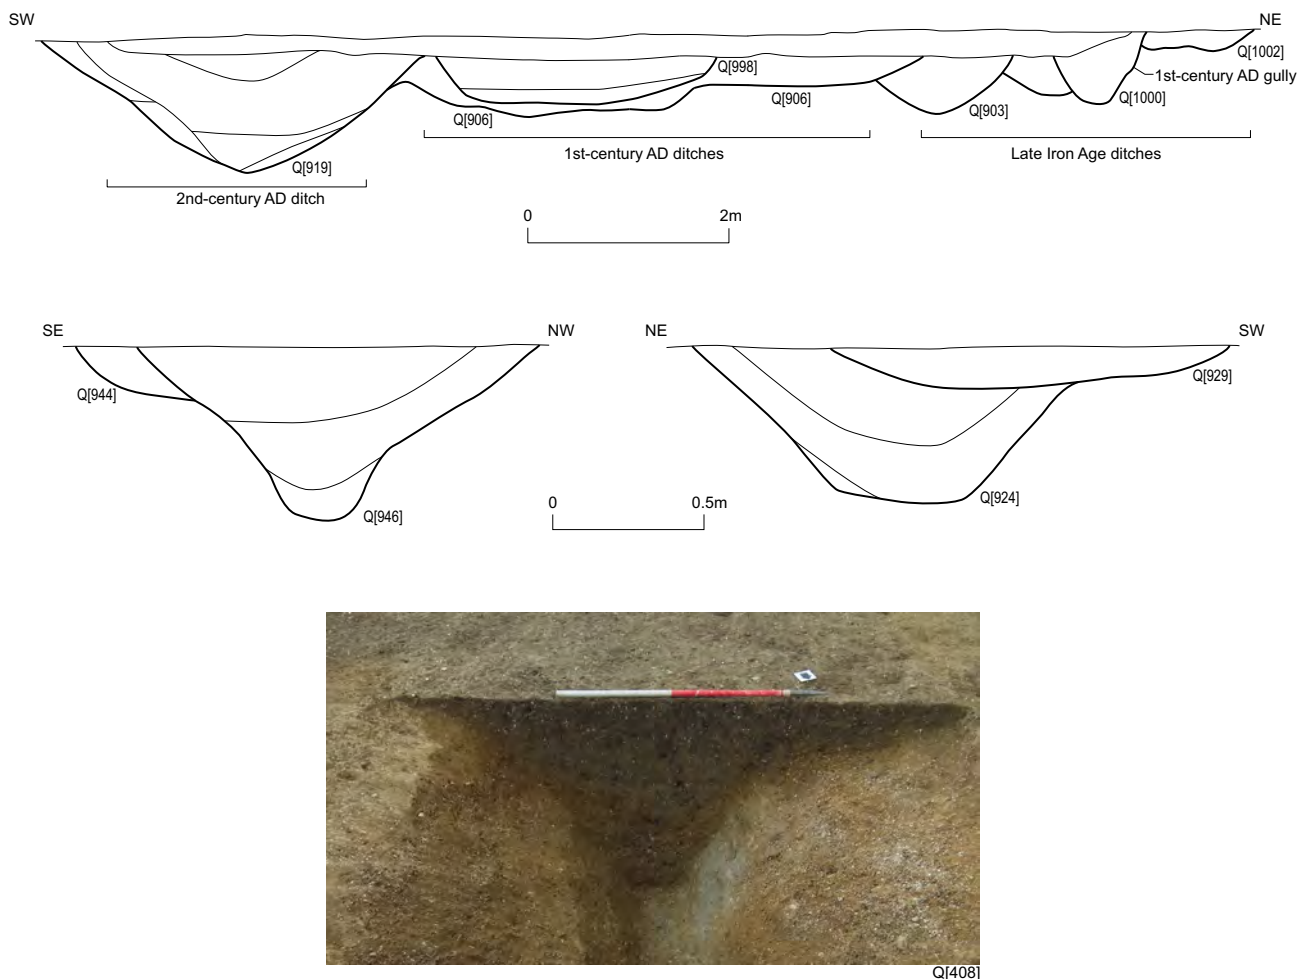 SW
NE
Q[998]
Q[1002]
1st-century AD gully
Q[906]
Q[906]
Q[903]
Q[1000]
1st-century AD ditches
Late Iron Age ditches
Q[919]
2nd-century AD ditch
0
2m
SE
NW
NE
SW
Q[944]
Q[929]
Q[946]
0
0.5m
Q[924]
Q[408]